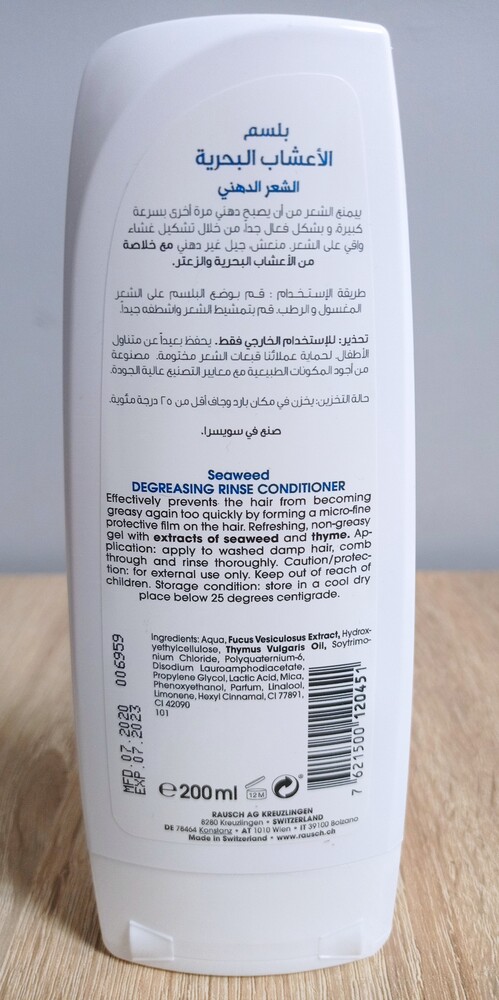 بلسم
الأعشاب البحرية
الشعر الدهني
يمنع الشعر من أن يصبح دهني مرة أخرى بسرعة
كبيرة، و بشكل فعال جداً، من خلال تشكيل غشاء
واقي على الشعر. منعش، جيل غير دهني مع خلاصة
من الأعشاب البحرية والزعتر.
طريقة الإستخدام : قم بوضع البلسم على الشعر
المغسول و الرطب. قم بتمشيط الشعر واشطفه جيداً.
تحذير: للإستخدام الخارجي فقط. يحفظ بعيداً عن متناول
الأطفال. لحماية عملائنا قبعات الشعر مختومة. مصنوعة
من أجود المكونات الطبيعية مع معايير التصنيع عالية الجودة.
حالة التخزين: يخزن في مكان بارد وجاف أقل من ٢٥ درجة مئوية.
صنع في سويسرا.
Seaweed
DEGREASING RINSE CONDITIONER
Effectively prevents the hair from becoming
greasy again too quickly by forming a micro-fine
protective film on the hair. Refreshing, non-greasy
gel with extracts of seaweed and thyme. Ap-
plication: apply to washed damp hair, comb
through and rinse thoroughly. Caution/protec-
tion: for external use only. Keep out of reach of
children. Storage condition: store in a cool dry
place below 25 degrees centigrade.
006959
MFD.07.2020
EXP.07.2023
Ingredients: Aqua, Fucus Vesiculosus Extract, Hydrox-
yethylcellulose, Thymus Vulgaris Oil, Soytrimo-
nium Chloride, Polyquaternium-6,
Disodium Lauroamphodiacetate,
Propylene Glycol, Lactic Acid, Mica,
Phenoxyethanol, Parfum, Linalool,
Limonene, Hexyl Cinnamal, CI 77891,
CI 42090
101
7 621500 120451
e 200 ml
12 M
RAUSCH AG KREUZLINGEN
8280 Kreuzlingen • SWITZERLAND
DE 78464 Konstanz • AT 1010 Wien • IT 39100 Bolzano
Made in Switzerland • www.rausch.ch